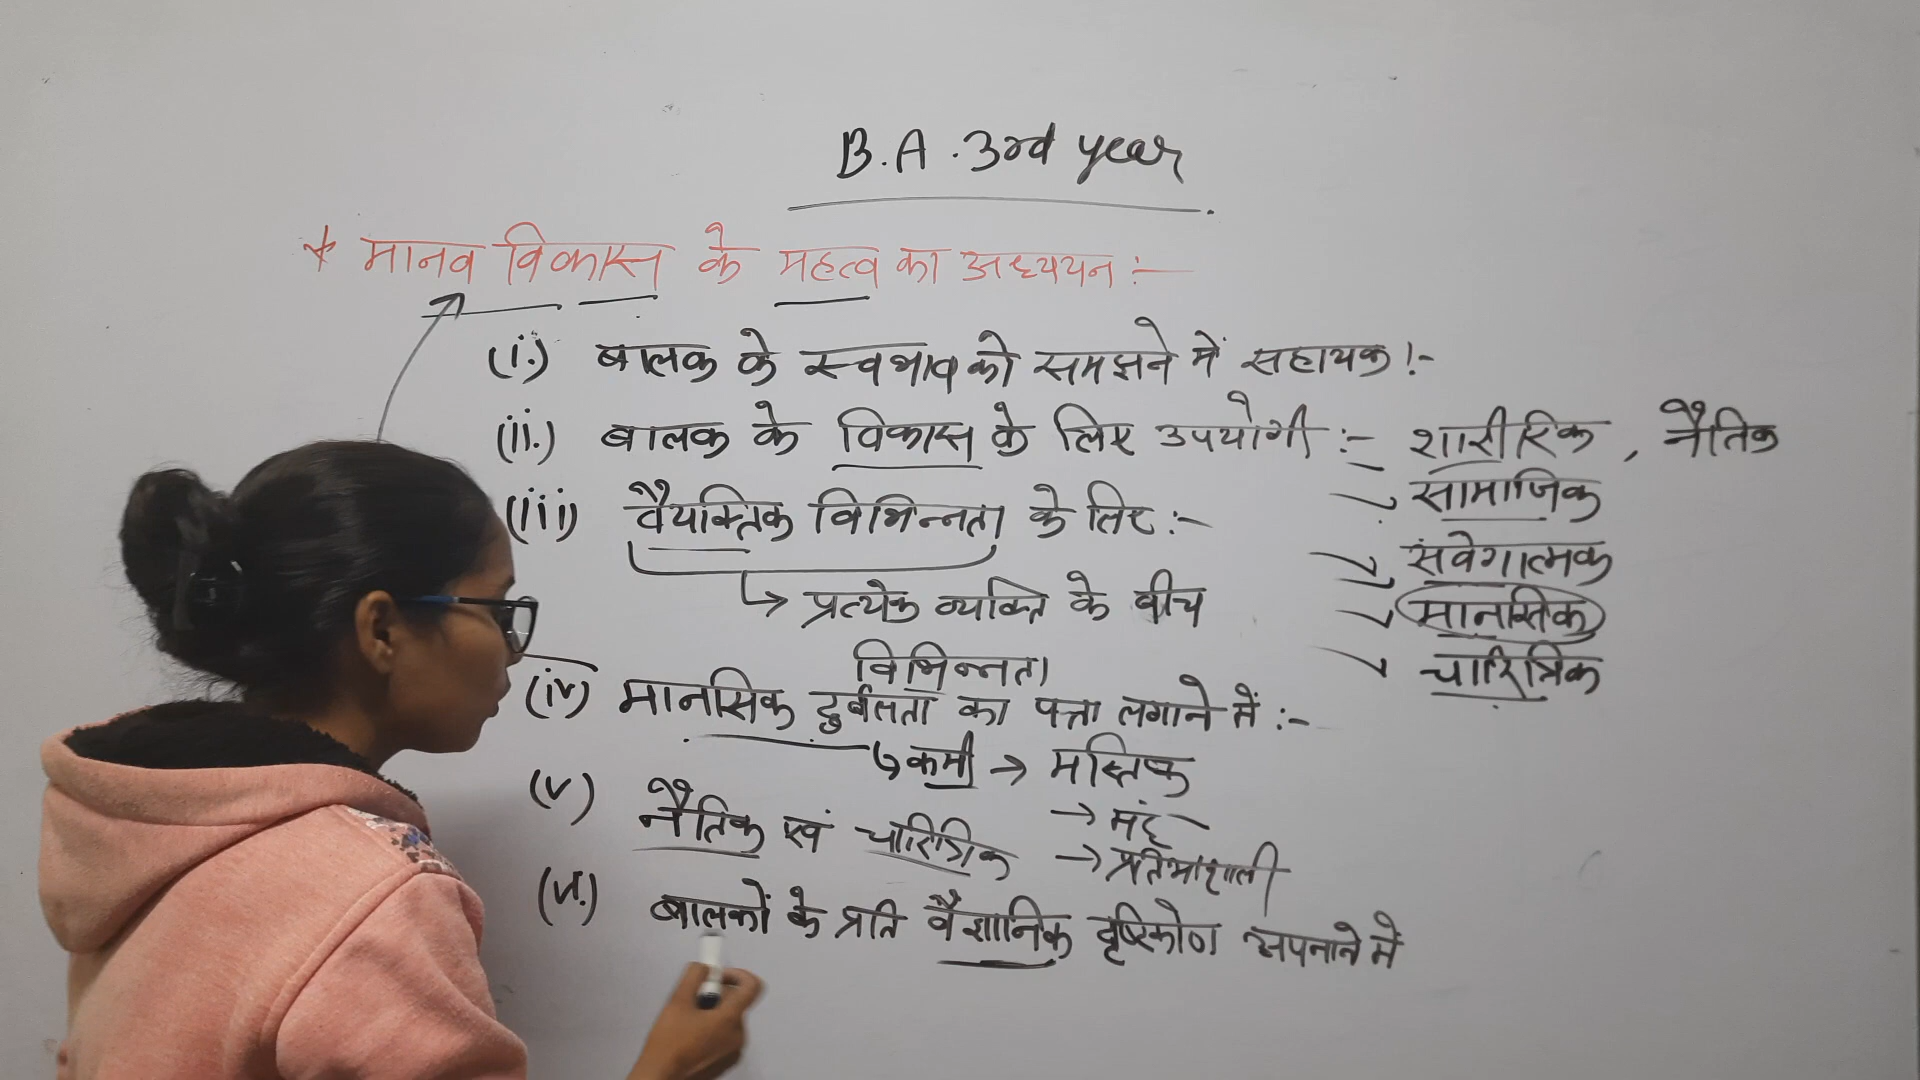 B.A. 3rd year
* मानव विकास के महत्व का अध्ययन :-
(i.) बालक के स्वभाव को समझने में सहायक :-
(ii.) बालक के विकास के लिए उपयोगी :- शारीरिक, नैतिक
सामाजिक
(iii) वैयक्तिक विभिन्नता के लिए :-
संवेगात्मक
↳ प्रत्येक व्यक्ति के बीच
मानसिक
विभिन्नता
चारित्रिक
(iv) मानसिक दुर्बलता का पत्ता लगाने में :-
↳ कमी → मस्तिष्क
→ मंद
(v) नैतिक एवं चारित्रिक
→ प्रतिभाशाली
(vi.) बालकों के प्रति वैज्ञानिक दृष्टिकोण अपनाने में